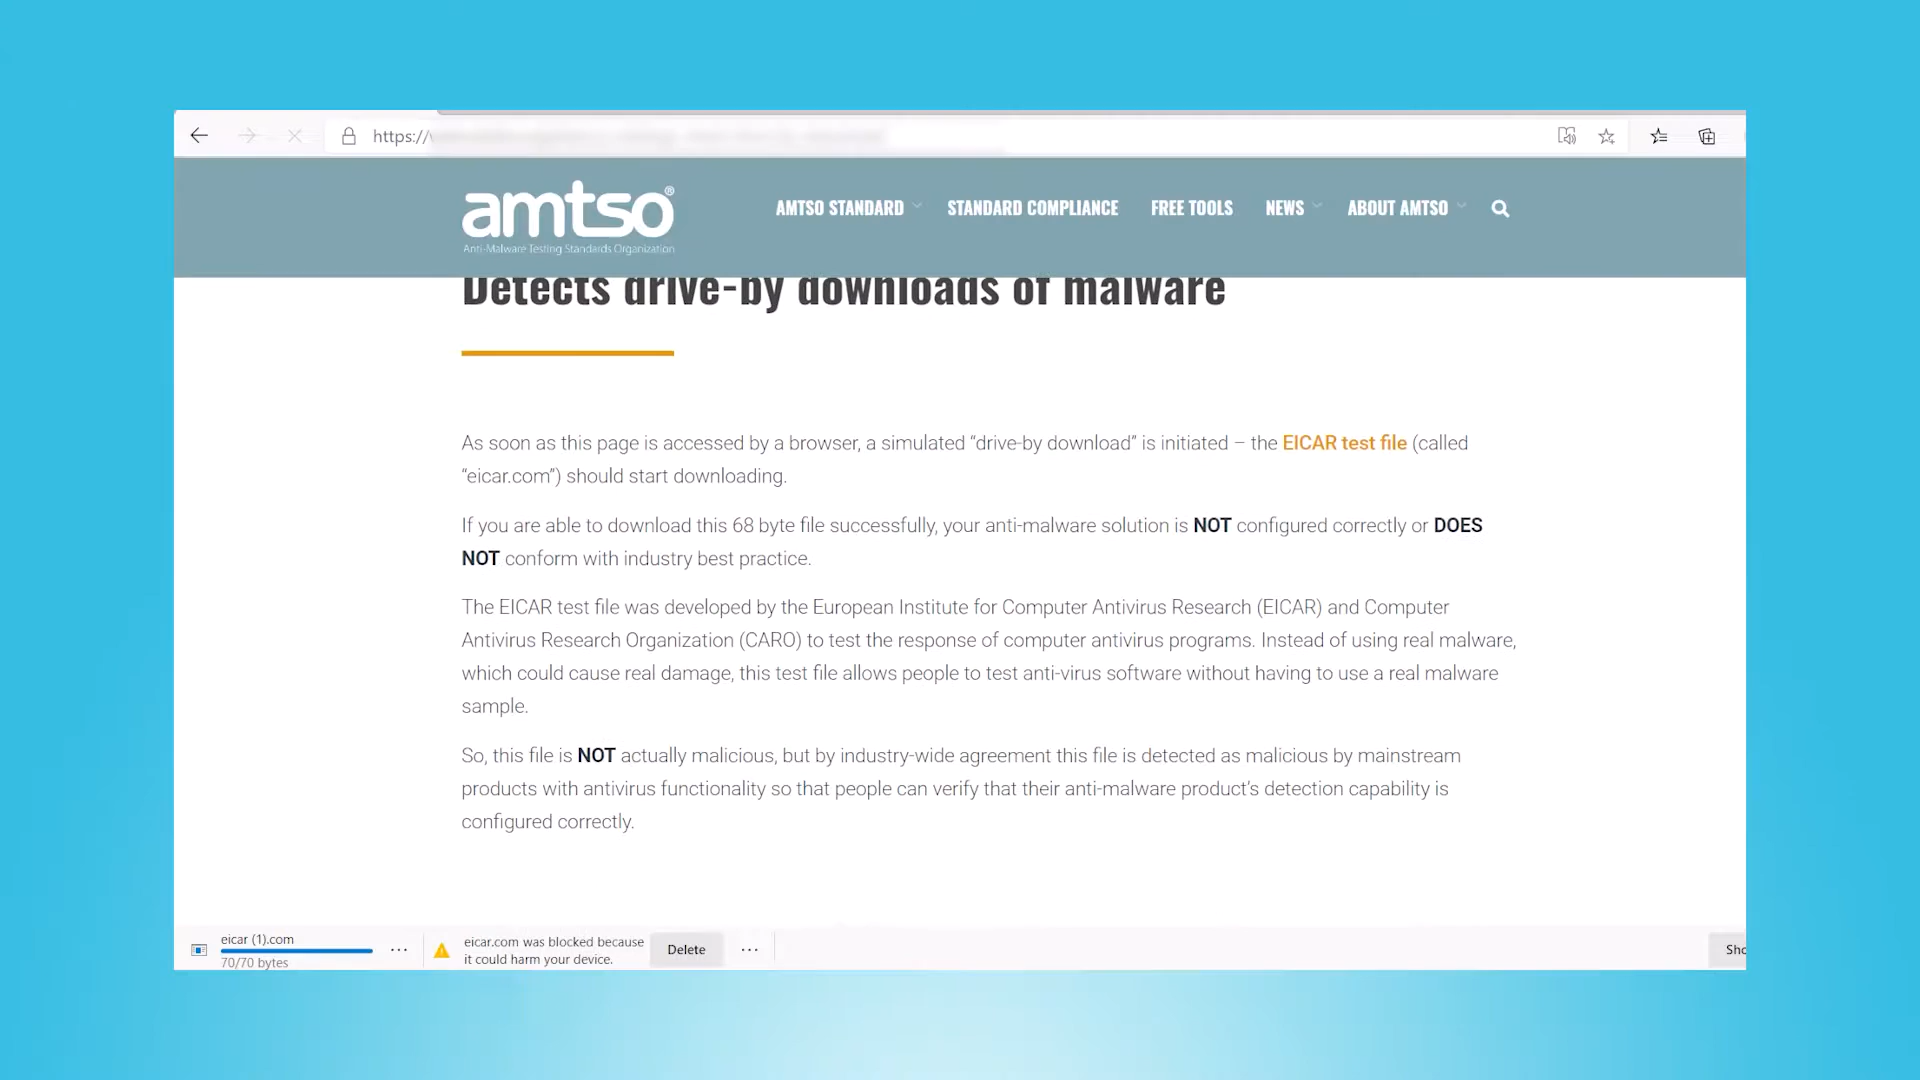 https://
amtso®
Anti-Malware Testing Standards Organization
AMTSO STANDARD STANDARD COMPLIANCE FREE TOOLS NEWS ABOUT AMTSO
Detects drive-by downloads of malware
As soon as this page is accessed by a browser, a simulated “drive-by download” is initiated – the EICAR test file (called
“eicar.com”) should start downloading.
If you are able to download this 68 byte file successfully, your anti-malware solution is NOT configured correctly or DOES
NOT conform with industry best practice.
The EICAR test file was developed by the European Institute for Computer Antivirus Research (EICAR) and Computer
Antivirus Research Organization (CARO) to test the response of computer antivirus programs. Instead of using real malware,
which could cause real damage, this test file allows people to test anti-virus software without having to use a real malware
sample.
So, this file is NOT actually malicious, but by industry-wide agreement this file is detected as malicious by mainstream
products with antivirus functionality so that people can verify that their anti-malware product’s detection capability is
configured correctly.
eicar (1).com
70/70 bytes
eicar.com was blocked because
it could harm your device.
Delete
Sho